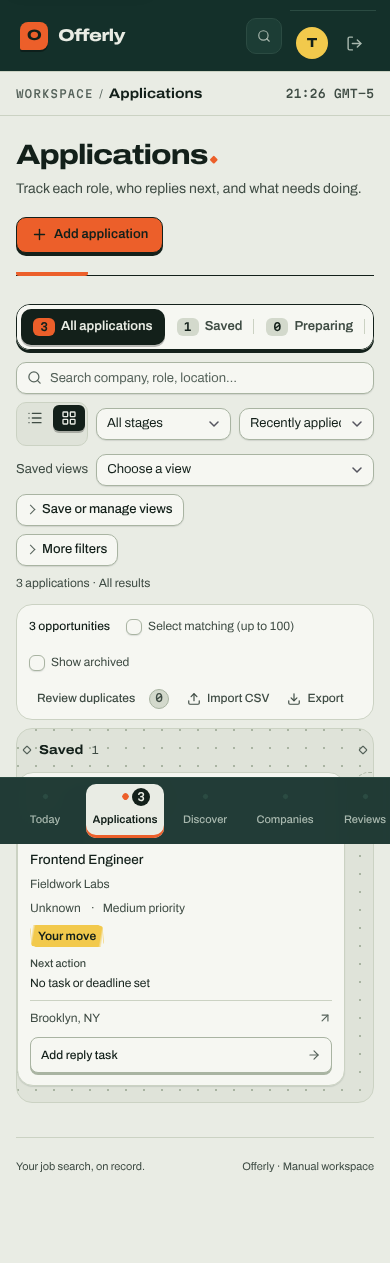 O Offerly T
WORKSPACE / Applications 21:26 GMT-5
Applications
Track each role, who replies next, and what needs doing.
+ Add application
3 All applications 1 Saved 0 Preparing
Search company, role, location...
All stages Recently applied
Saved views Choose a view
Save or manage views
More filters
3 applications · All results
3 opportunities Select matching (up to 100)
Show archived
Review duplicates 0 Import CSV Export
Saved 1
3
Today Applications Discover Companies Reviews
Frontend Engineer
Fieldwork Labs
Unknown · Medium priority
Your move
Next action
No task or deadline set
Brooklyn, NY
Add reply task
Your job search, on record. Offerly · Manual workspace